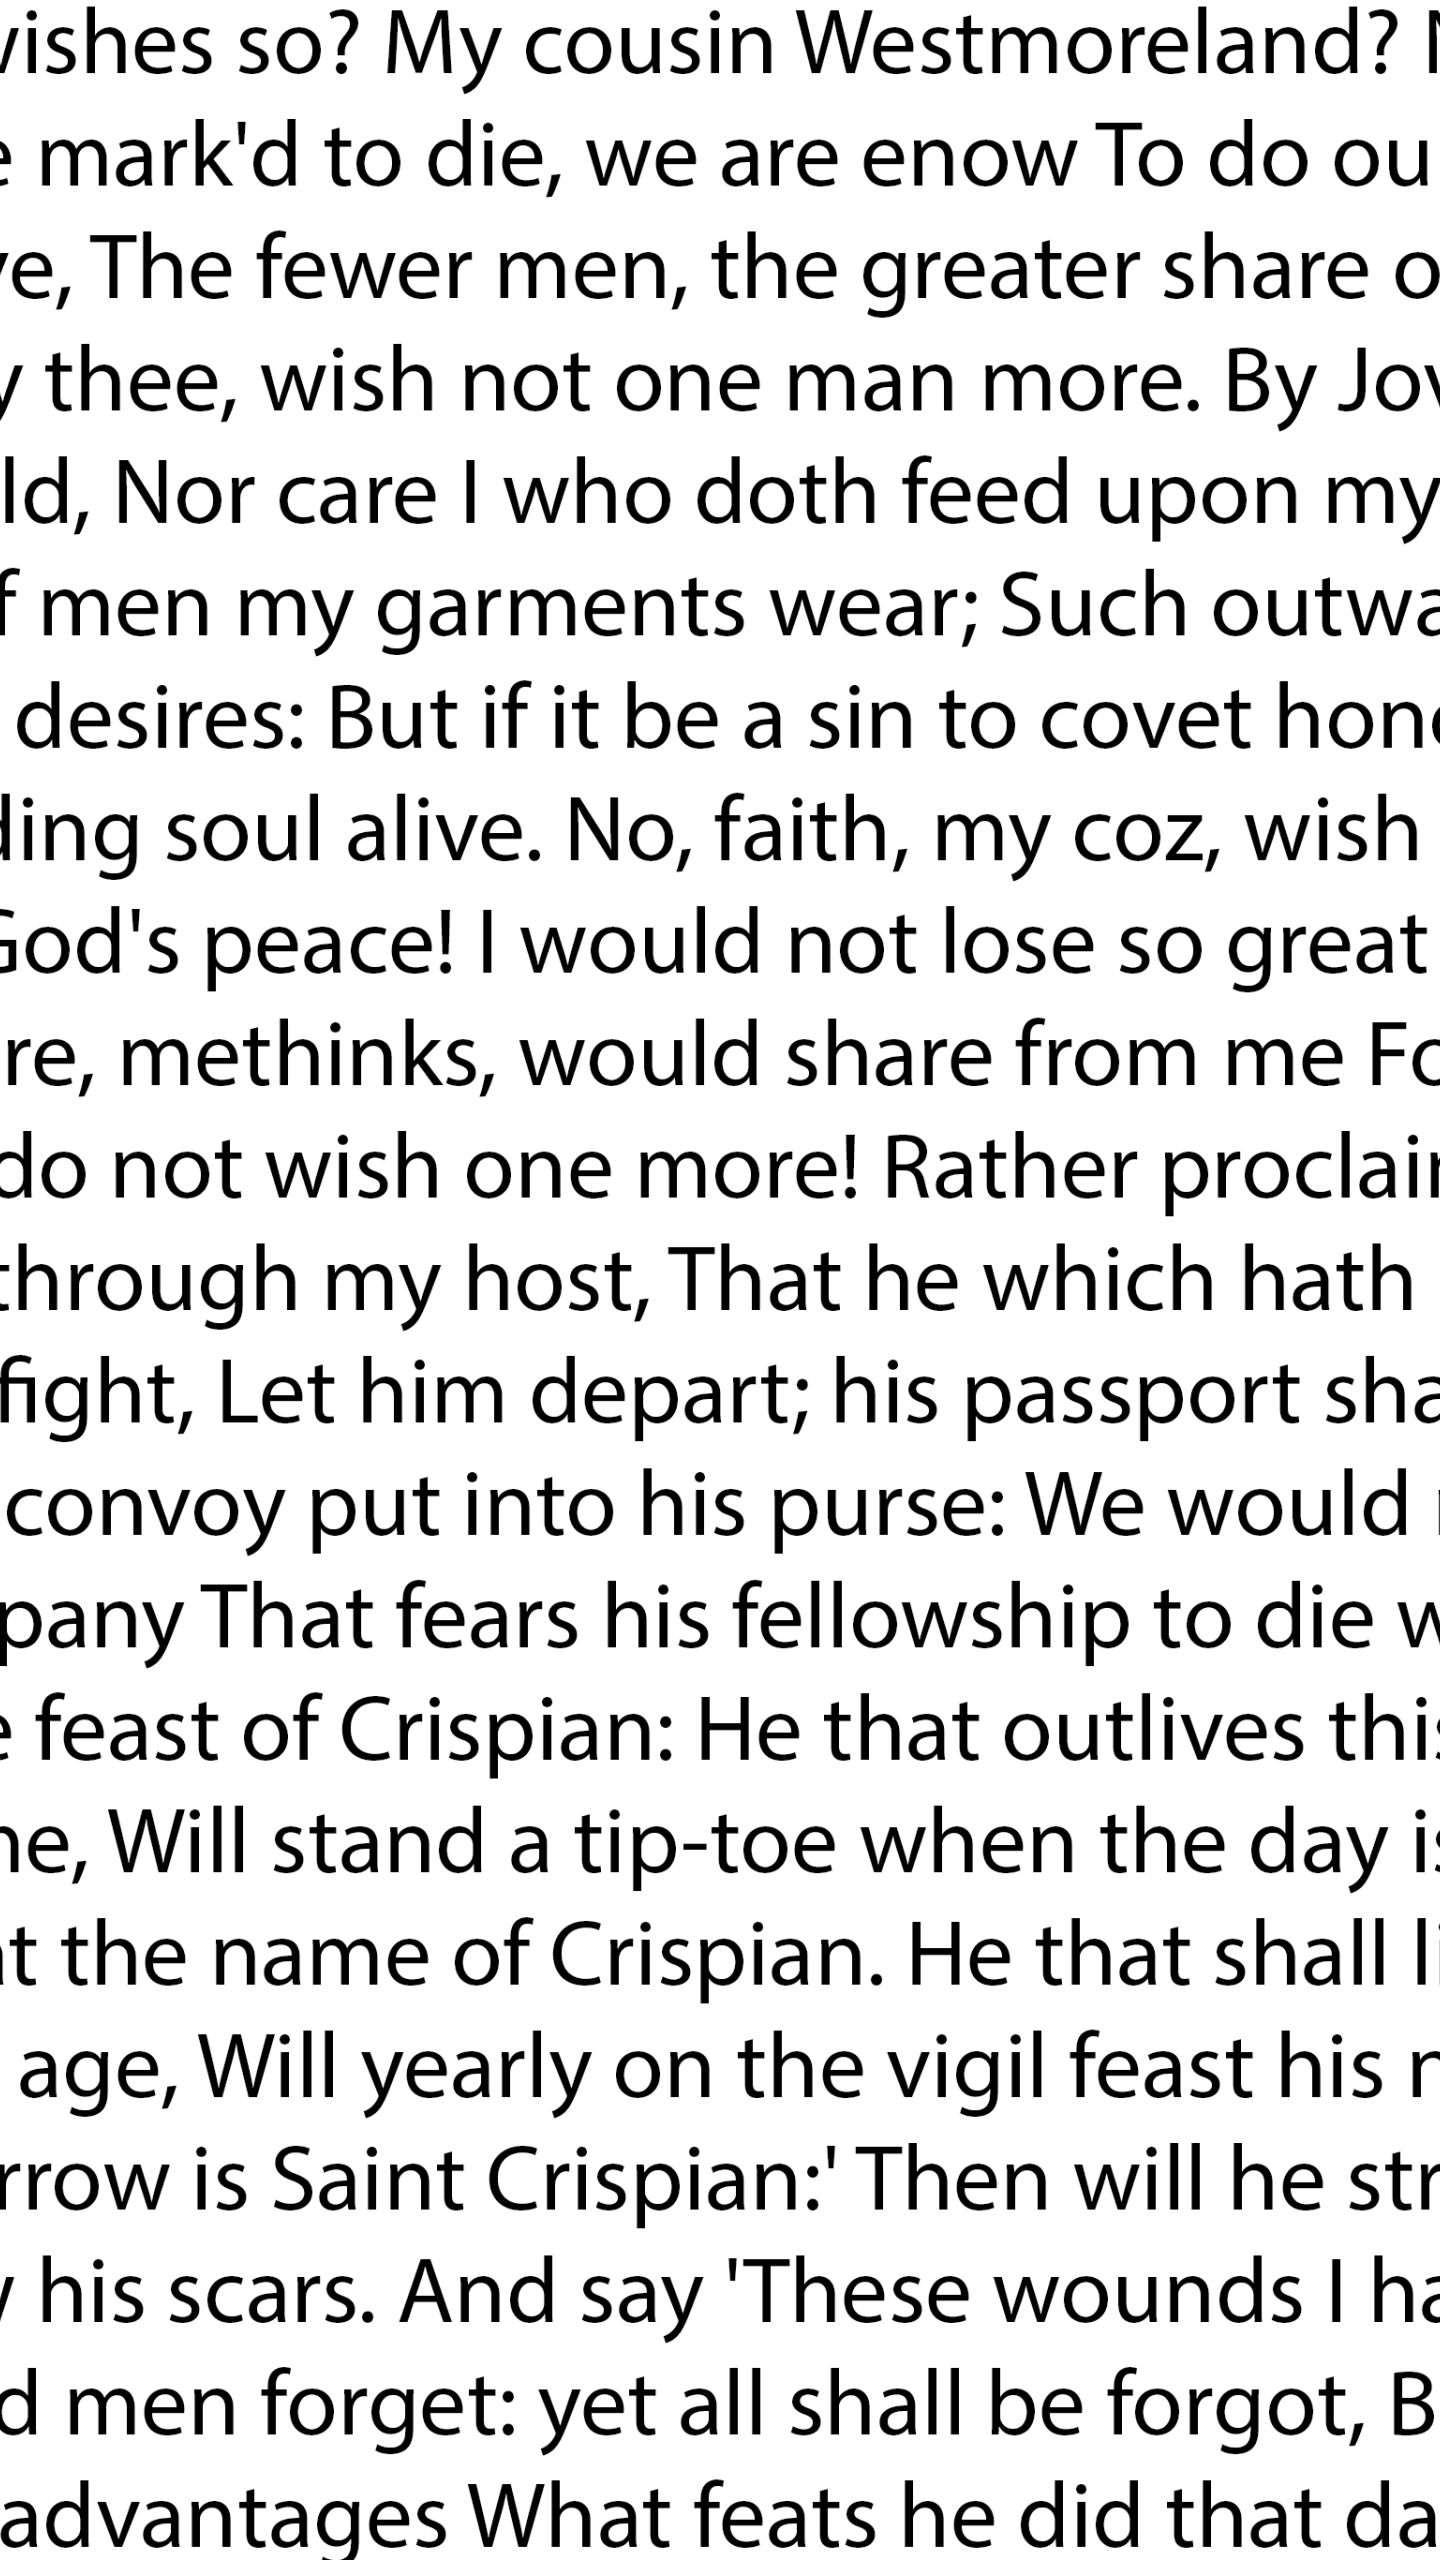 wishes so? My cousin Westmoreland?
mark'd to die, we are enow To do ou
ve, The fewer men, the greater share o
y thee, wish not one man more. By Jov
ld, Nor care I who doth feed upon my
f men my garments wear; Such outwa
desires: But if it be a sin to covet hono
ding soul alive. No, faith, my coz, wish
God's peace! I would not lose so great
re, methinks, would share from me Fo
do not wish one more! Rather proclaim
through my host, That he which hath
fight, Let him depart; his passport sha
convoy put into his purse: We would
pany That fears his fellowship to die w
e feast of Crispian: He that outlives this
ne, Will stand a tip-toe when the day is
at the name of Crispian. He that shall li
age, Will yearly on the vigil feast his n
rrow is Saint Crispian:' Then will he str
his scars. And say 'These wounds I ha
d men forget: yet all shall be forgot, B
advantages What feats he did that da